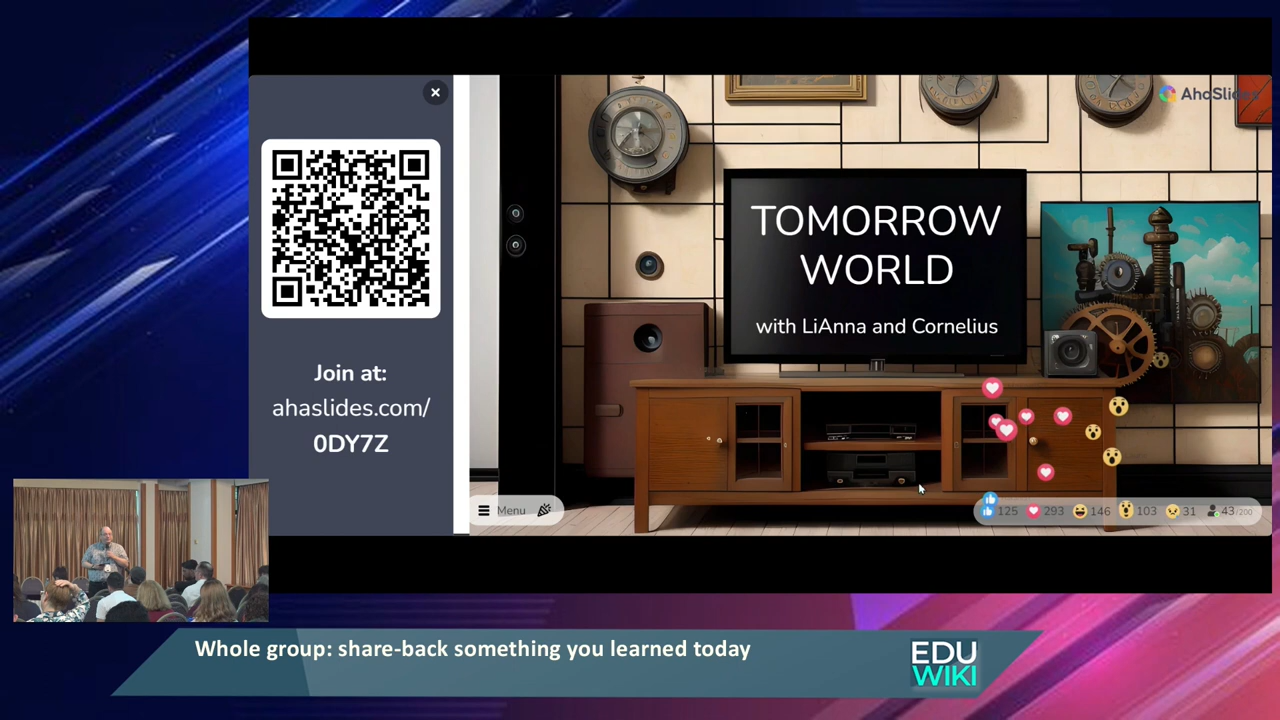 Join at:
ahaslides.com/
0DY7Z
AhaSlides
TOMORROW
WORLD
with LiAnna and Cornelius
Menu
125 293 146 103 31 43/200
Whole group: share-back something you learned today
EDU
WIKI